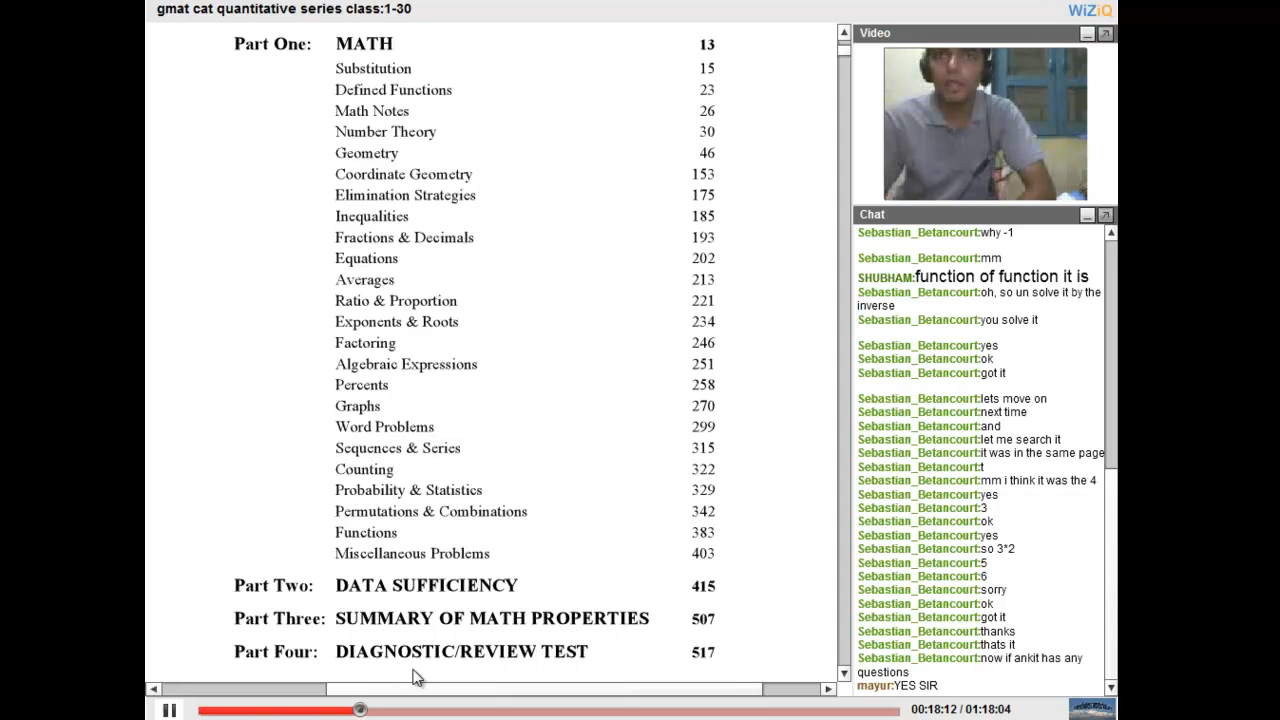 gmat cat quantitative series class:1-30
WiZiQ
Part One: MATH 13
Substitution 15
Defined Functions 23
Math Notes 26
Number Theory 30
Geometry 46
Coordinate Geometry 153
Elimination Strategies 175
Inequalities 185
Fractions & Decimals 193
Equations 202
Averages 213
Ratio & Proportion 221
Exponents & Roots 234
Factoring 246
Algebraic Expressions 251
Percents 258
Graphs 270
Word Problems 299
Sequences & Series 315
Counting 322
Probability & Statistics 329
Permutations & Combinations 342
Functions 383
Miscellaneous Problems 403
Part Two: DATA SUFFICIENCY 415
Part Three: SUMMARY OF MATH PROPERTIES 507
Part Four: DIAGNOSTIC/REVIEW TEST 517
Video
Chat
Sebastian_Betancourt:why -1
Sebastian_Betancourt:mm
SHUBHAM:function of function it is
Sebastian_Betancourt:oh, so un solve it by the
inverse
Sebastian_Betancourt:you solve it
Sebastian_Betancourt:yes
Sebastian_Betancourt:ok
Sebastian_Betancourt:got it
Sebastian_Betancourt:lets move on
Sebastian_Betancourt:next time
Sebastian_Betancourt:and
Sebastian_Betancourt:let me search it
Sebastian_Betancourt:it was in the same page
Sebastian_Betancourt:t
Sebastian_Betancourt:mm i think it was the 4
Sebastian_Betancourt:yes
Sebastian_Betancourt:3
Sebastian_Betancourt:ok
Sebastian_Betancourt:yes
Sebastian_Betancourt:so 3*2
Sebastian_Betancourt:5
Sebastian_Betancourt:6
Sebastian_Betancourt:sorry
Sebastian_Betancourt:ok
Sebastian_Betancourt:got it
Sebastian_Betancourt:thanks
Sebastian_Betancourt:thats it
Sebastian_Betancourt:now if ankit has any
questions
mayur:YES SIR
00:18:12 / 01:18:04